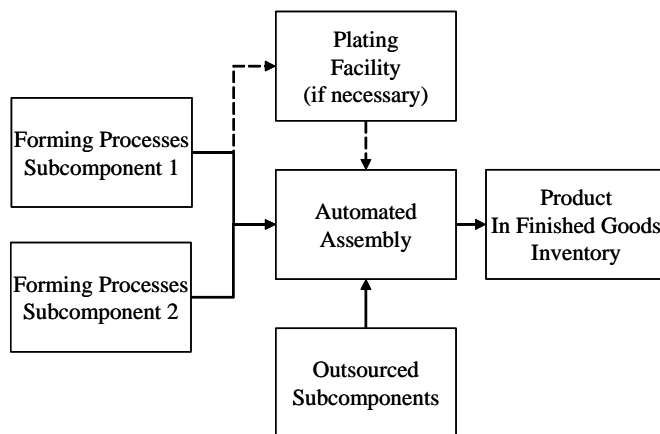 Plating
Facility
(if necessary)
Forming Processes
Subcomponent 1
Automated
Assembly
Product
In Finished Goods
Inventory
Forming Processes
Subcomponent 2
Outsourced
Subcomponents